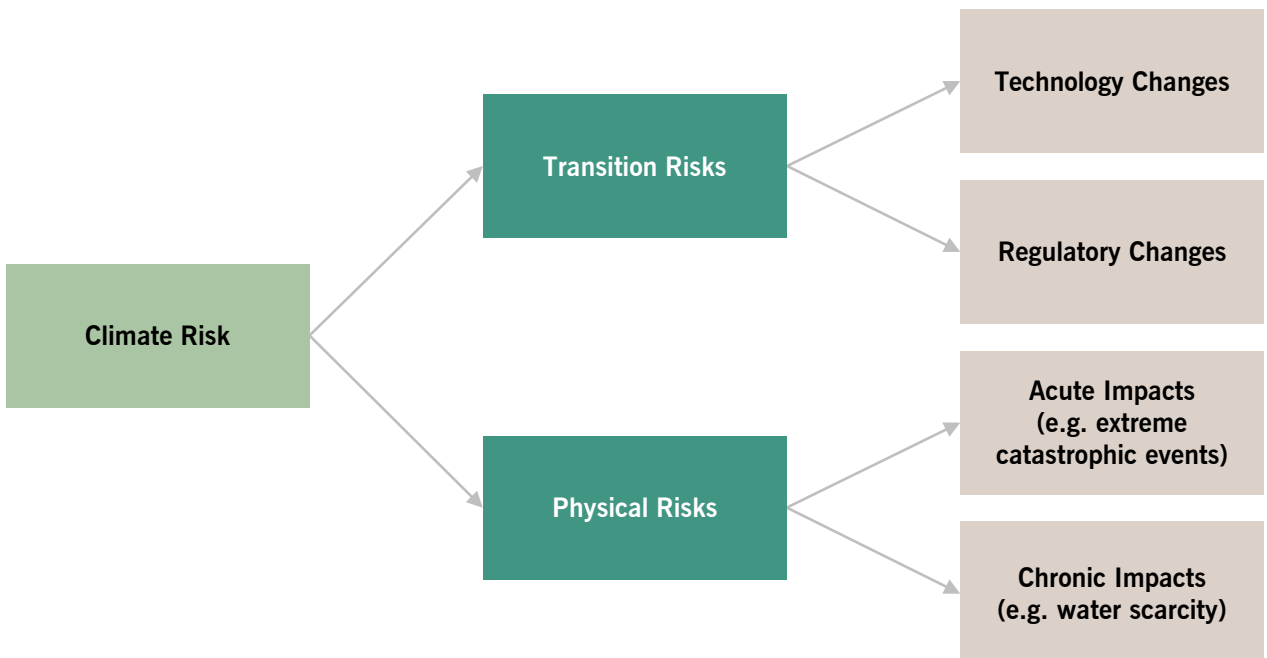 Climate Risk
Transition Risks
Physical Risks
Technology Changes
Regulatory Changes
Acute Impacts
(e.g. extreme
catastrophic events)
Chronic Impacts
(e.g. water scarcity)